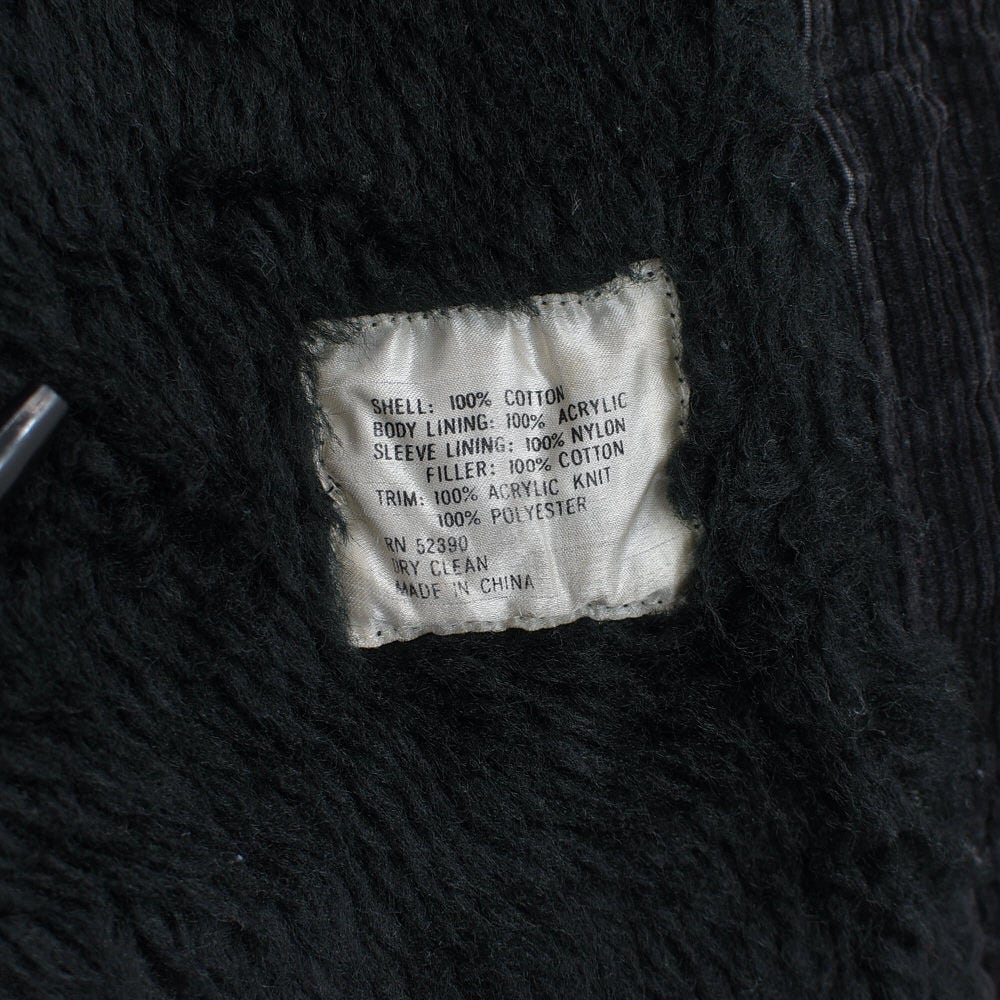 SHELL: 100% COTTON
BODY LINING: 100% ACRYLIC
SLEEVE LINING: 100% NYLON
FILLER: 100% COTTON
TRIM: 100% ACRYLIC KNIT
100% POLYESTER
RN 52390
DRY CLEAN
MADE IN CHINA